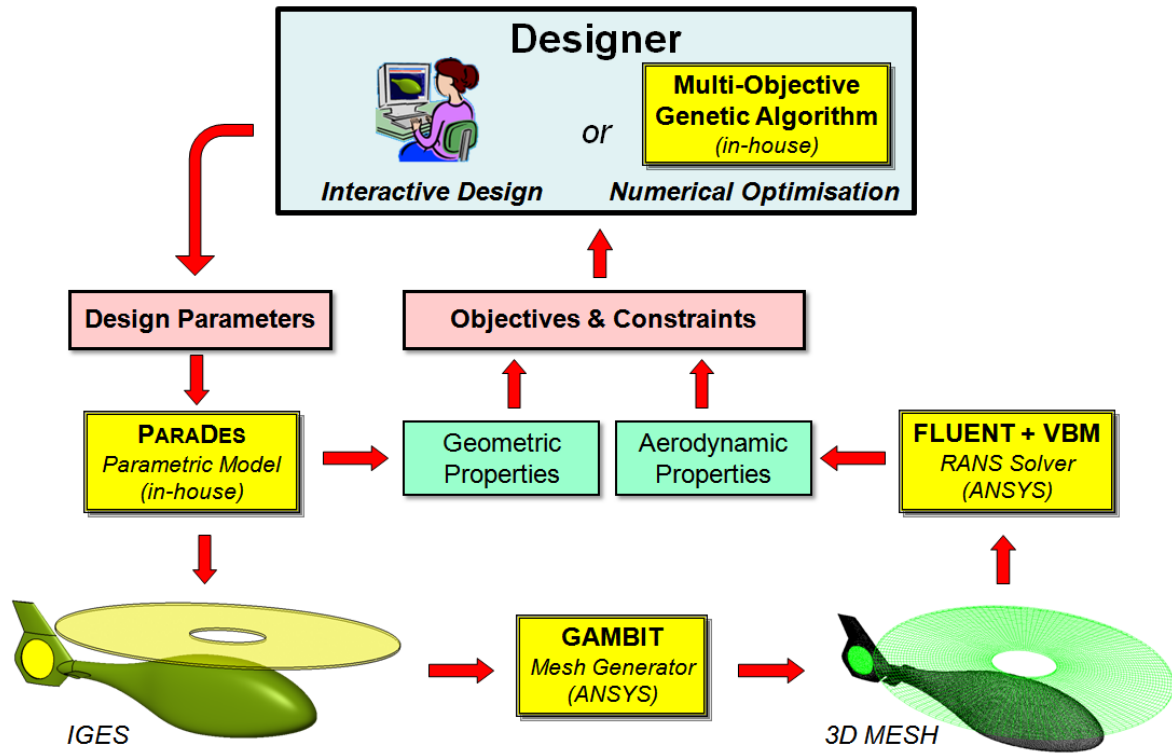 Designer
Multi-Objective
Genetic Algorithm
(in-house)
or
Interactive Design
Numerical Optimisation
Design Parameters
Objectives & Constraints
PARADES
Parametric Model
(in-house)
Geometric
Properties
Aerodynamic
Properties
FLUENT + VBM
RANS Solver
(ANSYS)
IGES
GAMBIT
Mesh Generator
(ANSYS)
3D MESH